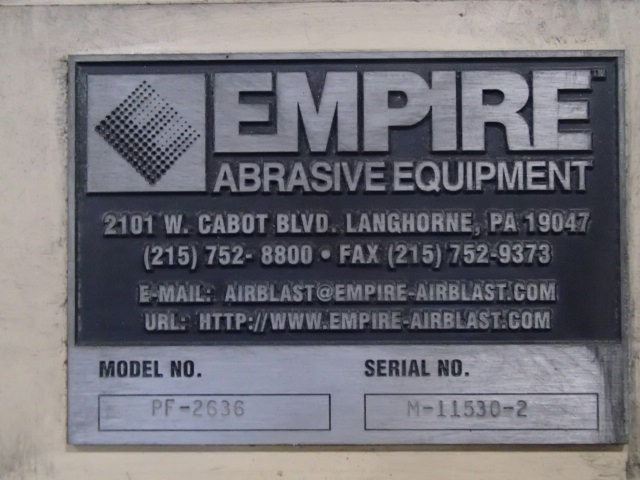 EMPIRE™
ABRASIVE EQUIPMENT
2101 W. CABOT BLVD. LANGHORNE, PA 19047
(215) 752- 8800 • FAX (215) 752-9373
E-MAIL: AIRBLAST@EMPIRE-AIRBLAST.COM
URL: HTTP://WWW.EMPIRE-AIRBLAST.COM
MODEL NO. SERIAL NO.
PF-2636 M-11530-2